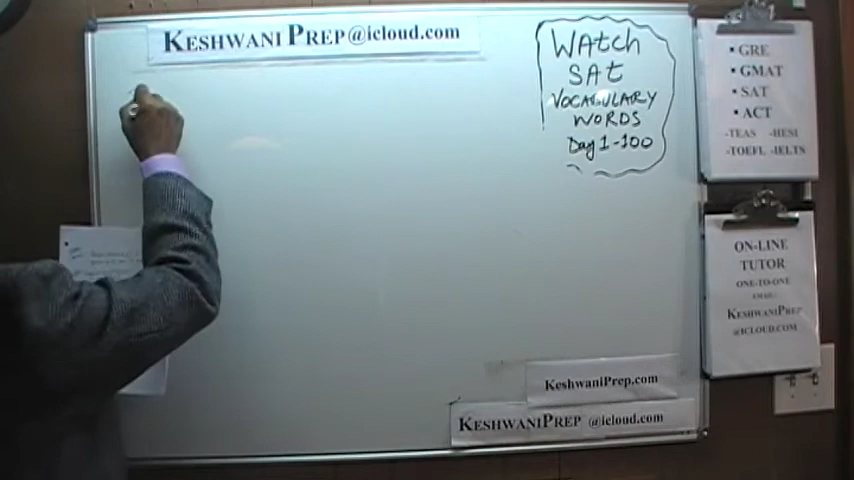 KESHWANI PREP@icloud.com
WAtch
SAt
VOCABULARY
WORDS
Day 1-100
▪ GRE
▪ GMAT
▪ SAT
▪ ACT
-TEAS -HESI
-TOEFL -IELTS
ON-LINE
TUTOR
ONE-TO-ONE
EMAIL:
KESHWANIPREP
@ICLOUD.COM
KeshwaniPrep.com
KESHWANIPREP @icloud.com